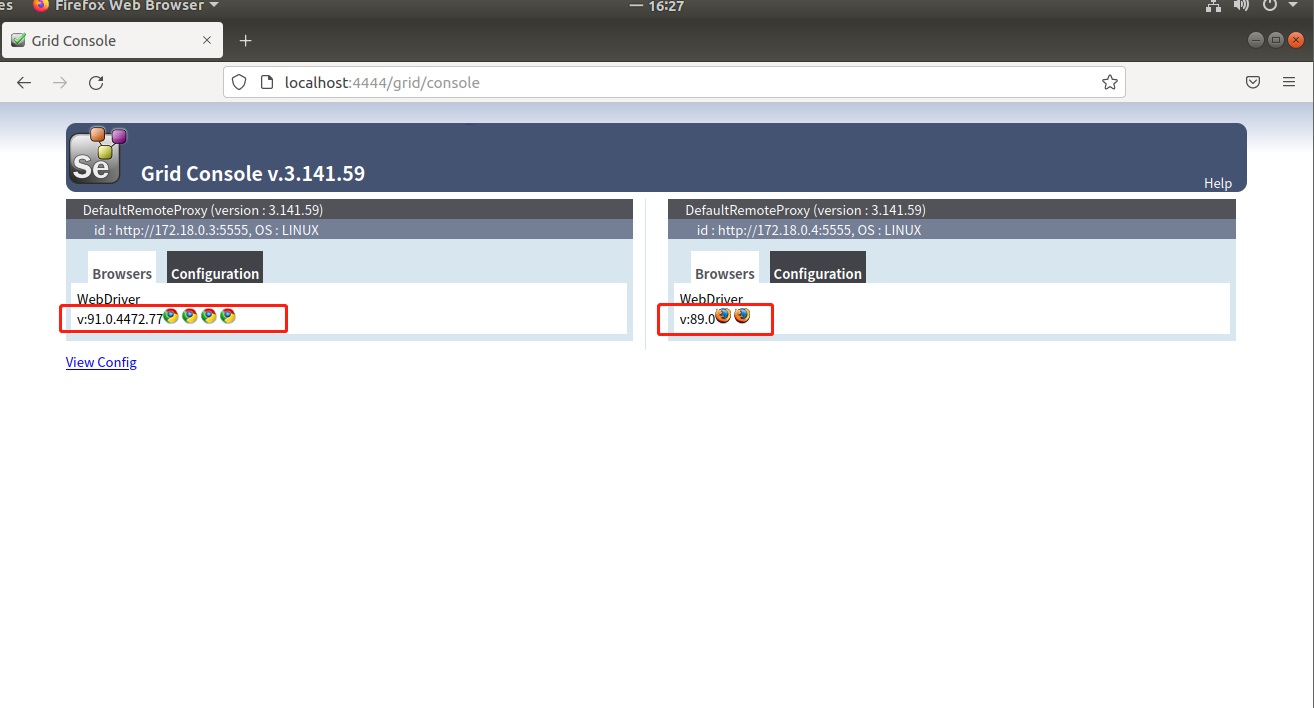 es Firefox Web Browser — 16:27
Grid Console
localhost:4444/grid/console
Se
Grid Console v.3.141.59
Help
DefaultRemoteProxy (version : 3.141.59)
id : http://172.18.0.3:5555, OS : LINUX
Browsers Configuration
WebDriver
v:91.0.4472.77
DefaultRemoteProxy (version : 3.141.59)
id : http://172.18.0.4:5555, OS : LINUX
Browsers Configuration
WebDriver
v:89.0
View Config